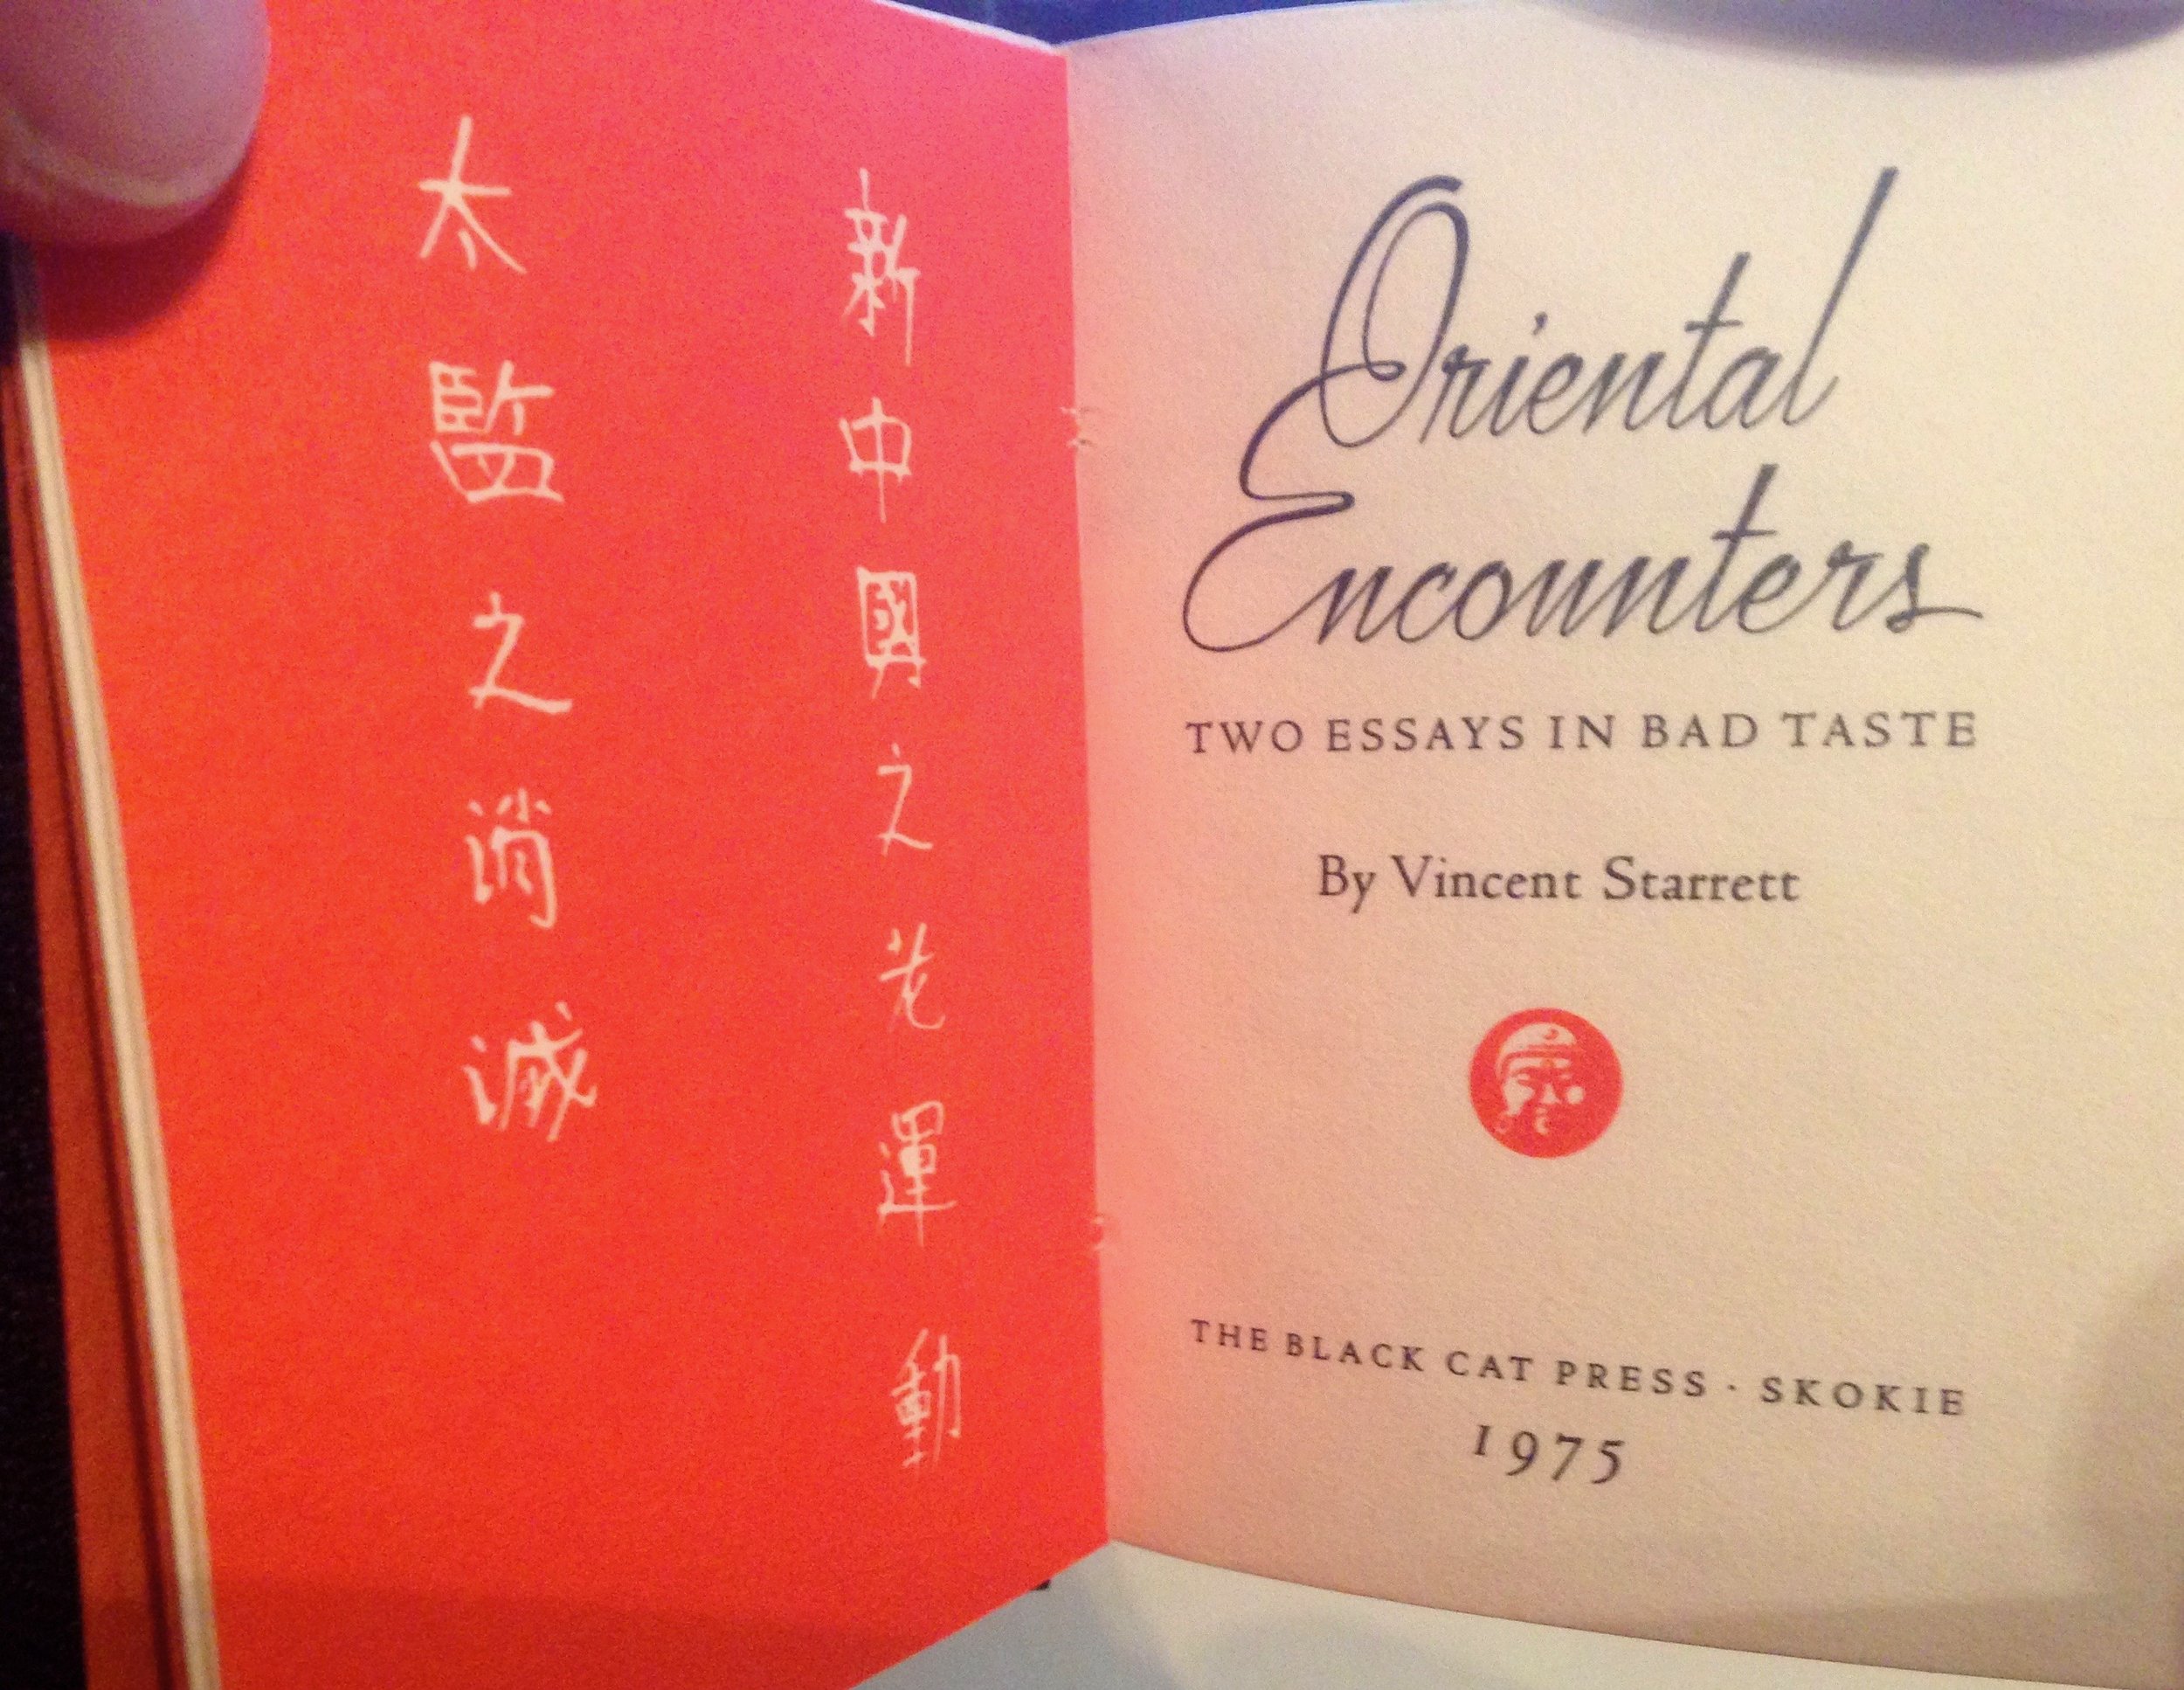 新中國之老運動
太監之消滅
Oriental
Encounters
TWO ESSAYS IN BAD TASTE
By Vincent Starrett
THE BLACK CAT PRESS · SKOKIE
1975